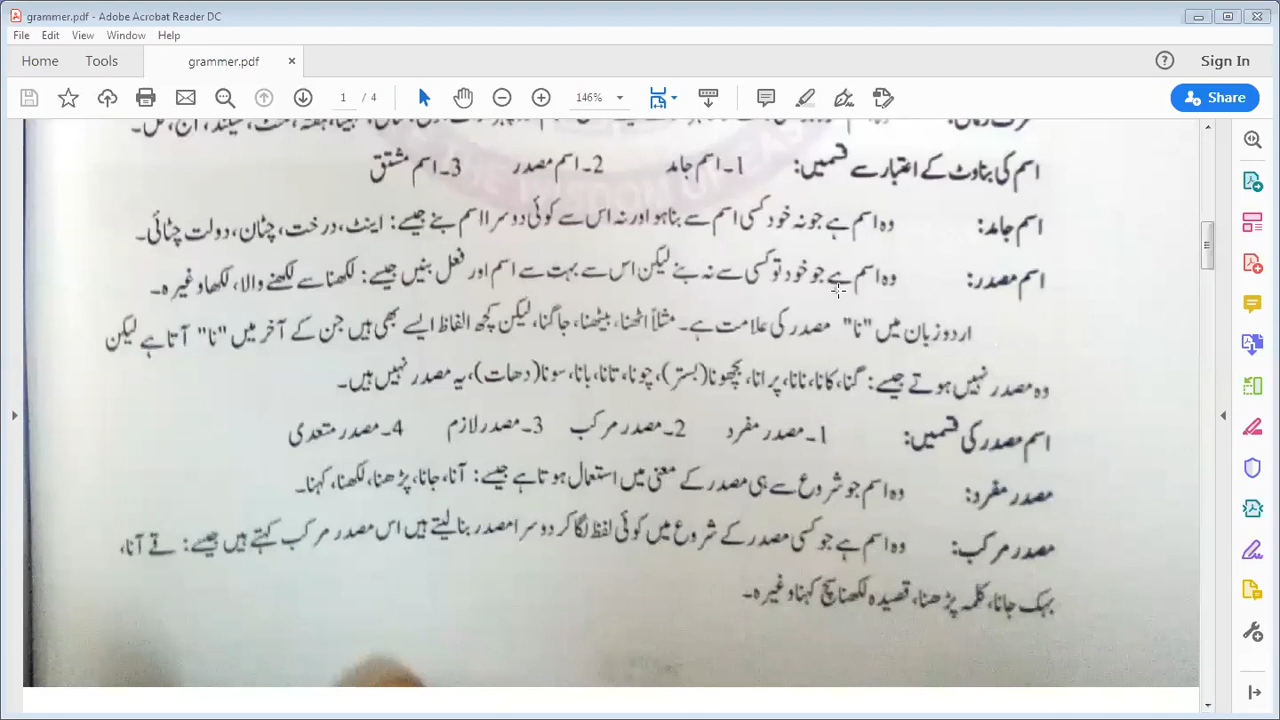 grammer.pdf - Adobe Acrobat Reader DC
File Edit View Window Help
Home Tools grammer.pdf × Sign In
1 / 4 146% Share
اسم کی بناوٹ کے اعتبار سے قسمیں: 1۔ اسم جامد 2۔ اسم مصدر 3۔ اسم مشتق
اسم جامد: وہ اسم ہے جو نہ خود کسی اسم سے بنا ہو اور نہ اس سے کوئی دوسرا اسم بنے جیسے: اینٹ، درخت، چٹان، دولت چٹائی۔
اسم مصدر: وہ اسم ہے جو خود تو کسی سے نہ بنے لیکن اس سے بہت سے اسم اور فعل بنیں جیسے: لکھنا سے لکھنے والا، لکھا وغیرہ۔
اردو زبان میں "نا" مصدر کی علامت ہے۔ مثلاً اٹھنا، بیٹھنا، جاگنا، لیکن کچھ الفاظ ایسے بھی ہیں جن کے آخر میں "نا" آتا ہے لیکن
وہ مصدر نہیں ہوتے جیسے: گنا، کانا، نانا، پرانا، بچھونا (بستر)، چونا، تانا، بانا، سونا (دھات)، یہ مصدر نہیں ہیں۔
اسم مصدر کی قسمیں: 1۔ مصدر مفرد 2۔ مصدر مرکب 3۔ مصدر لازم 4۔ مصدر متعدی
مصدر مفرد: وہ اسم جو شروع سے ہی مصدر کے معنی میں استعمال ہوتا ہے جیسے: آنا، جانا، پڑھنا، لکھنا، کہنا۔
مصدر مرکب: وہ اسم ہے جو کسی مصدر کے شروع میں کوئی لفظ لگا کر دوسرا مصدر بنا لیتے ہیں اس مصدر مرکب کہتے ہیں جیسے: قے آنا،
بہک جانا، کلمہ پڑھنا، قصیدہ لکھنا سچ کہنا وغیرہ۔